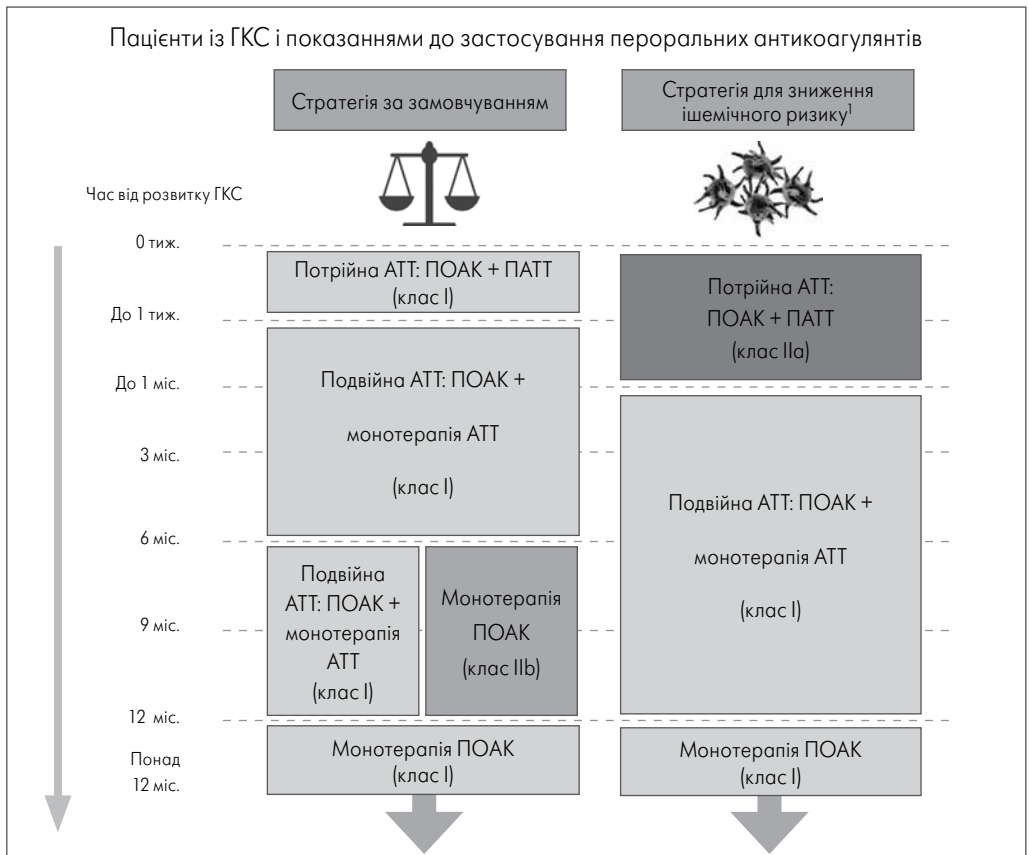 Пацієнти із ГКС і показаннями до застосування пероральних антикоагулянтів
Стратегія за замовчуванням
Стратегія для зниження
ішемічного ризику¹
Час від розвитку ГКС
0 тиж.
Потрійна АТТ: ПОАК + ПАТТ
(клас I)
Потрійна АТТ:
ПОАК + ПАТТ
(клас IIa)
До 1 тиж.
Подвійна АТТ: ПОАК +
монотерапія АТТ
(клас I)
До 1 міс.
3 міс.
Подвійна АТТ: ПОАК +
монотерапія АТТ
(клас I)
6 міс.
Подвійна
АТТ: ПОАК +
монотерапія
АТТ
(клас I)
Монотерапія
ПОАК
(клас IIb)
9 міс.
12 міс.
Понад
12 міс.
Монотерапія ПОАК
(клас I)
Монотерапія ПОАК
(клас I)